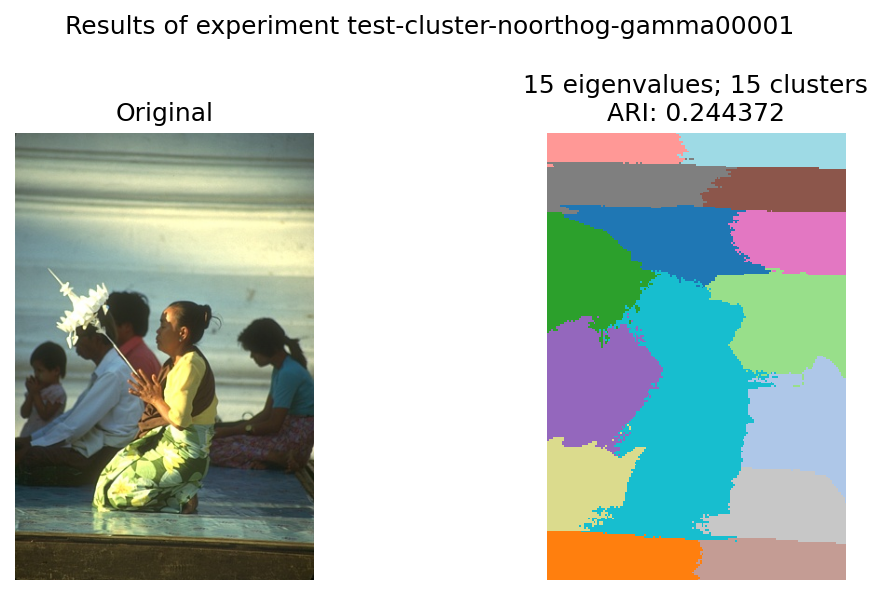 Results of experiment test-cluster-noorthog-gamma00001
Original
15 eigenvalues; 15 clusters
ARI: 0.244372